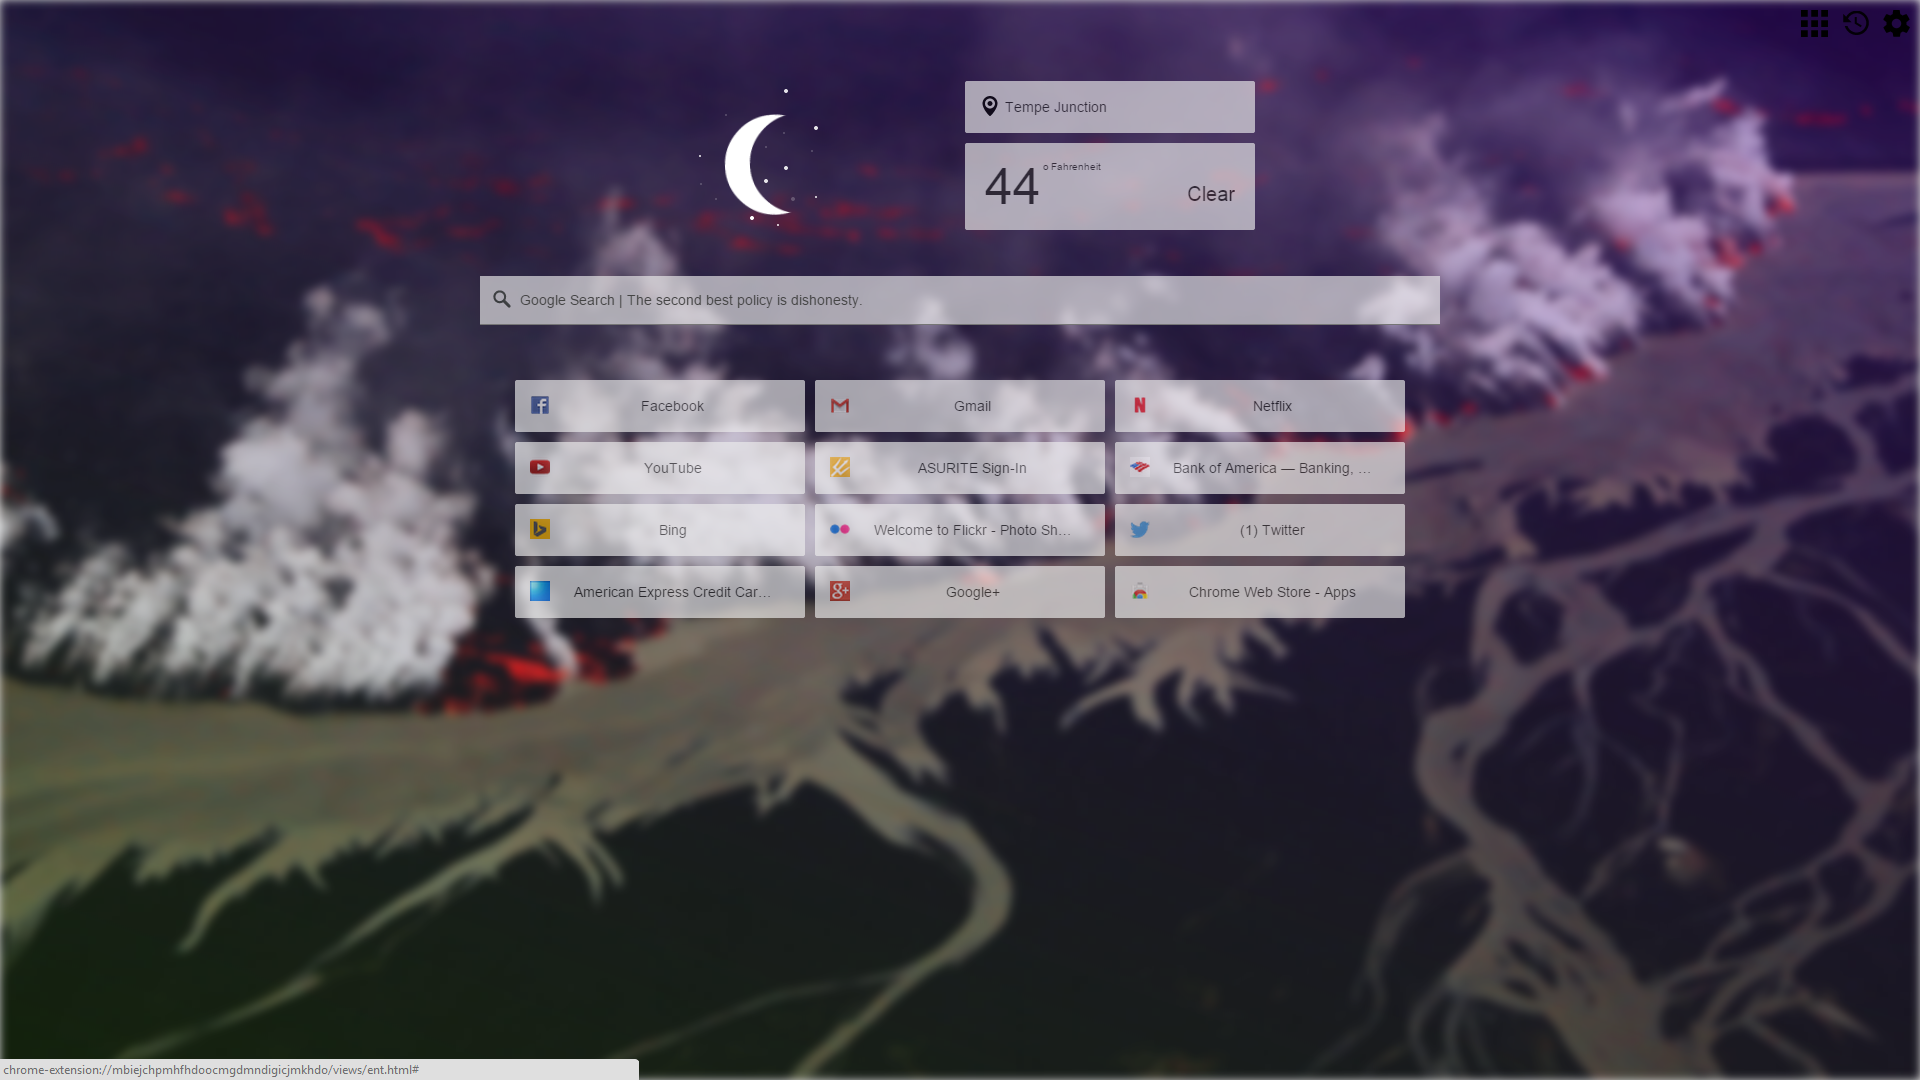 Tempe Junction
44 o Fahrenheit
Clear
Google Search | The second best policy is dishonesty.
Facebook
Gmail
Netflix
YouTube
ASURITE Sign-In
Bank of America — Banking, ...
Bing
Welcome to Flickr - Photo Sh...
(1) Twitter
American Express Credit Car...
Google+
Chrome Web Store - Apps
chrome-extension://mbiejchpmhfhdoocmgdmndigicjmkhdo/views/ent.html#